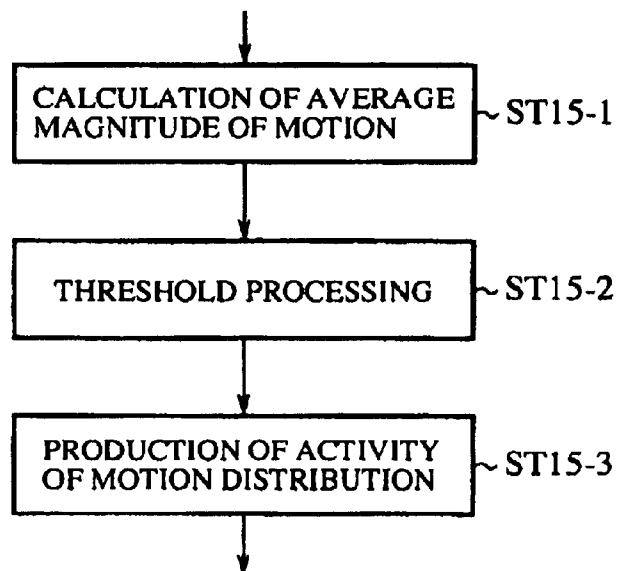 CALCULATION OF AVERAGE
MAGNITUDE OF MOTION
~ST15-1
THRESHOLD PROCESSING
~ST15-2
PRODUCTION OF ACTIVITY
OF MOTION DISTRIBUTION
~ST15-3